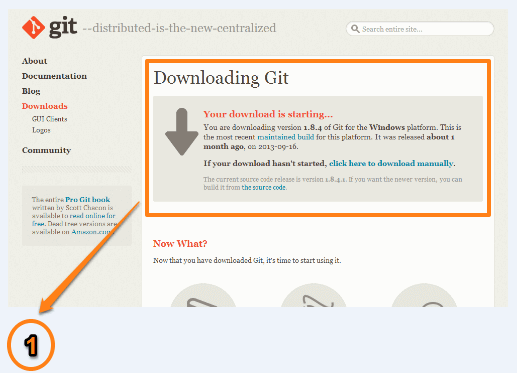 git --distributed-is-the-new-centralized
Search entire site...
About
Documentation
Blog
Downloads
GUI Clients
Logos
Community
The entire Pro Git book
written by Scott Chacon is
available to read online for
free. Dead tree versions are
available on Amazon.com.
Downloading Git
Your download is starting...
You are downloading version 1.8.4 of Git for the Windows platform. This is
the most recent maintained build for this platform. It was released about 1
month ago, on 2013-09-16.
If your download hasn't started, click here to download manually.
The current source code release is version 1.8.4.1. If you want the newer version, you can
build it from the source code.
Now What?
Now that you have downloaded Git, it's time to start using it.
1